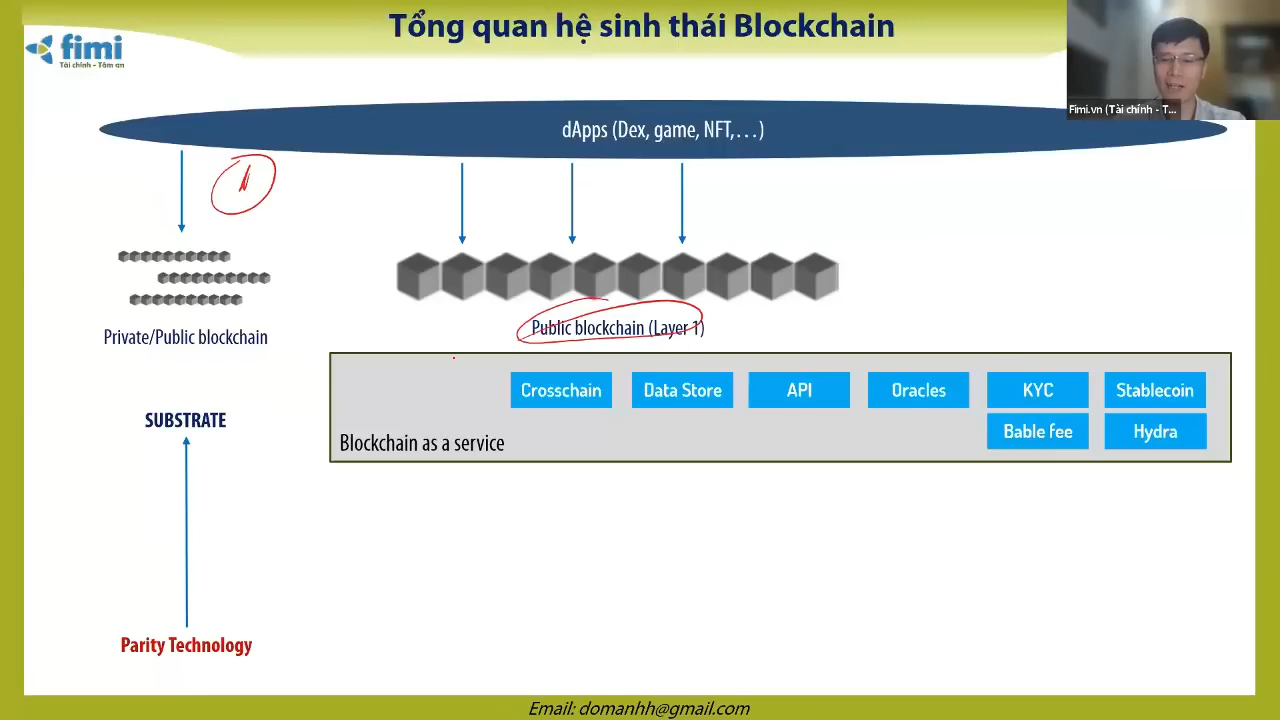 Tổng quan hệ sinh thái Blockchain
fimi
Tài chính - Tâm an
Fimi.vn (Tài chính - T...
dApps (Dex, game, NFT,...)
Private/Public blockchain
Public blockchain (Layer 1)
Crosschain
Data Store
API
Oracles
KYC
Stablecoin
Bable fee
Hydra
Blockchain as a service
SUBSTRATE
Parity Technology
Email: domanhh@gmail.com